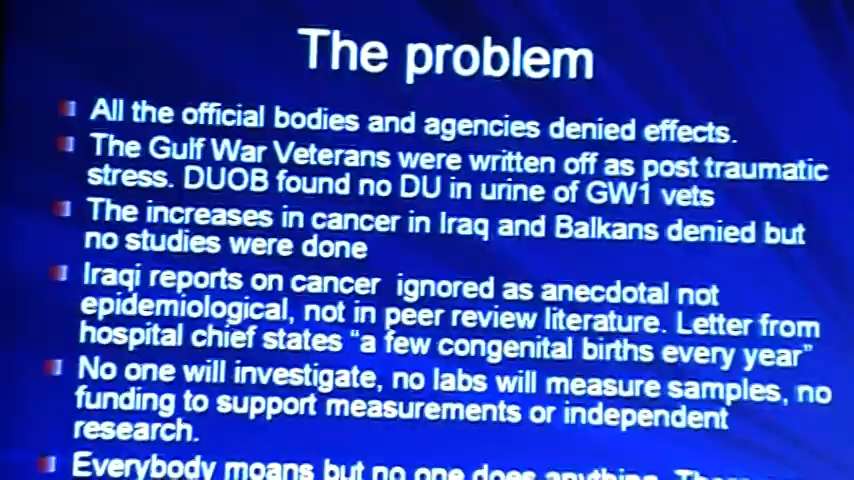 The problem
All the official bodies and agencies denied effects.
The Gulf War Veterans were written off as post traumatic
stress. DUOB found no DU in urine of GW1 vets
The increases in cancer in Iraq and Balkans denied but
no studies were done
Iraqi reports on cancer ignored as anecdotal not
epidemiological, not in peer review literature. Letter from
hospital chief states “a few congenital births every year”
No one will investigate, no labs will measure samples, no
funding to support measurements or independent
research.
Everybody moans but no one does anything.